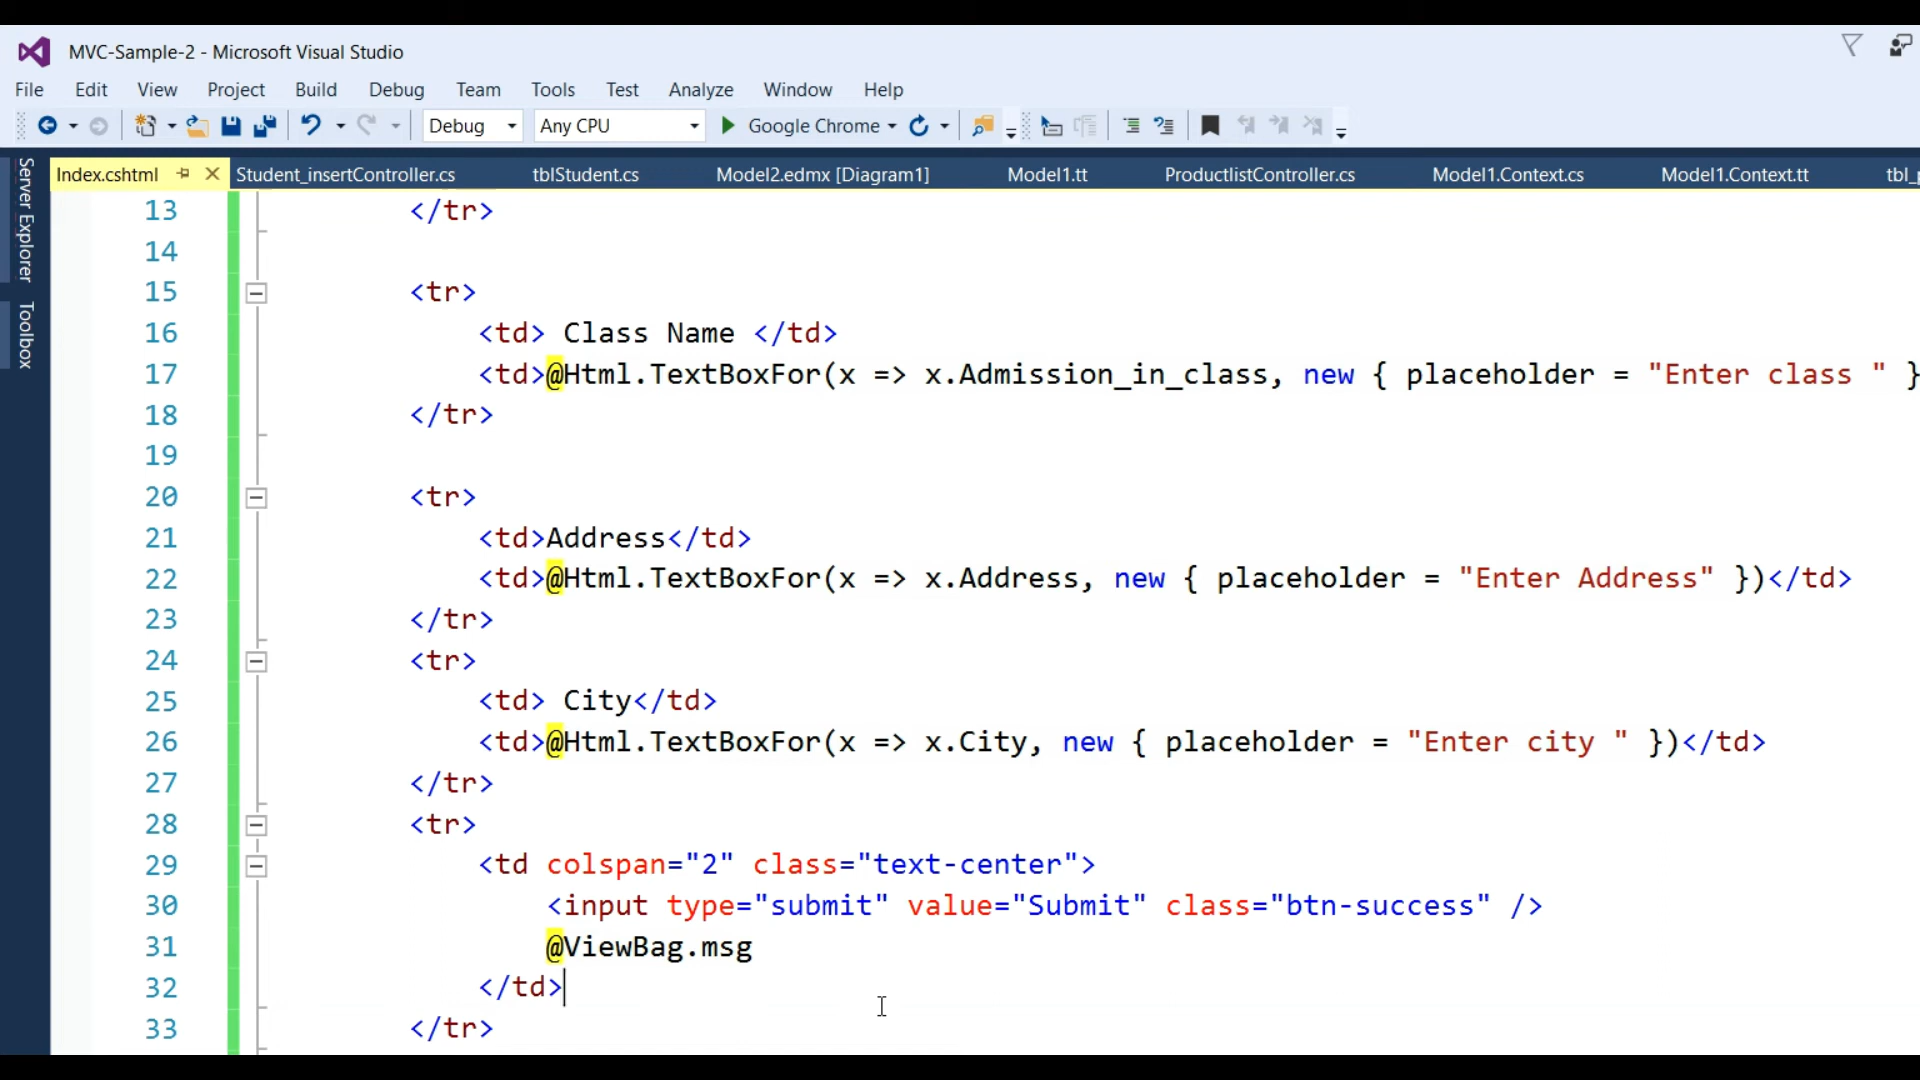 MVC-Sample-2 - Microsoft Visual Studio
File Edit View Project Build Debug Team Tools Test Analyze Window Help
Debug Any CPU Google Chrome
Server Explorer
Toolbox
Index.cshtml Student_insertController.cs tblStudent.cs Model2.edmx [Diagram1] Model1.tt ProductlistController.cs Model1.Context.cs Model1.Context.tt tbl_
13 </tr>
14
15 <tr>
16 <td> Class Name </td>
17 <td>@Html.TextBoxFor(x => x.Admission_in_class, new { placeholder = "Enter class " }
18 </tr>
19
20 <tr>
21 <td>Address</td>
22 <td>@Html.TextBoxFor(x => x.Address, new { placeholder = "Enter Address" })</td>
23 </tr>
24 <tr>
25 <td> City</td>
26 <td>@Html.TextBoxFor(x => x.City, new { placeholder = "Enter city " })</td>
27 </tr>
28 <tr>
29 <td colspan="2" class="text-center">
30 <input type="submit" value="Submit" class="btn-success" />
31 @ViewBag.msg
32 </td>
33 </tr>